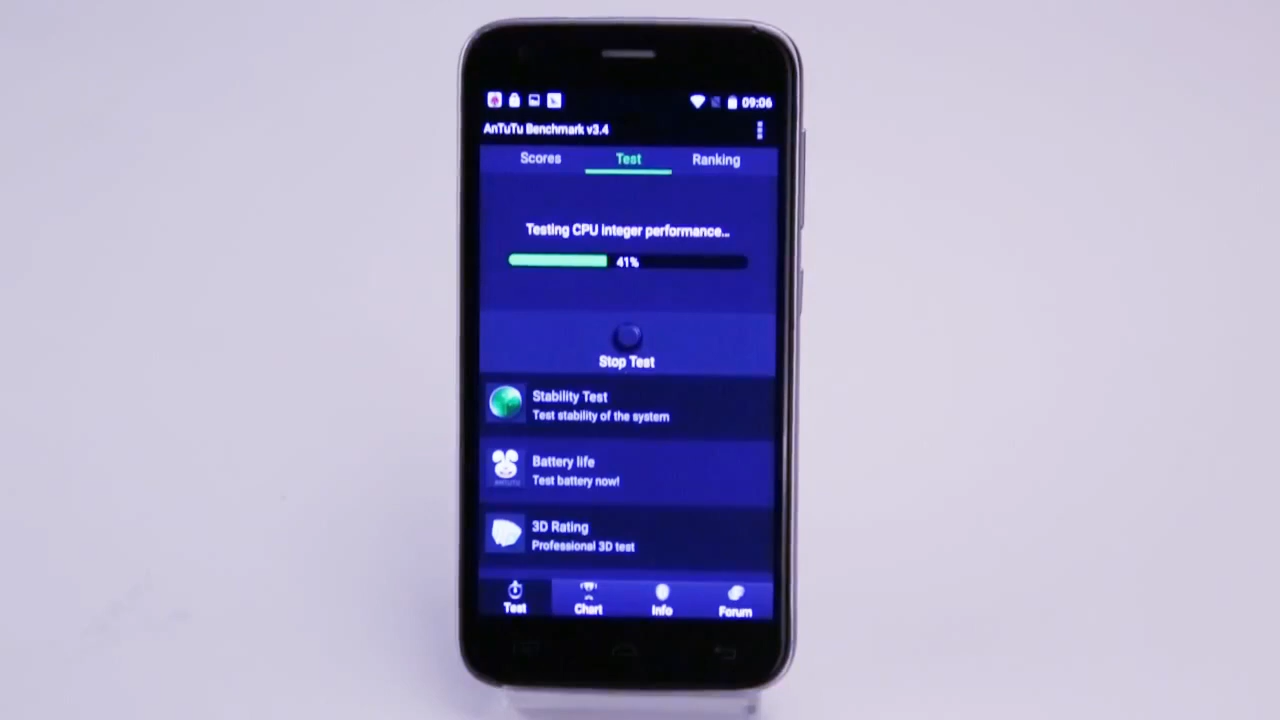 09:06
AnTuTu Benchmark v3.4
Scores Test Ranking
Testing CPU integer performance...
41%
Stop Test
Stability Test
Test stability of the system
Battery life
Test battery now!
ANTUTU
3D Rating
Professional 3D test
Test Chart Info Forum